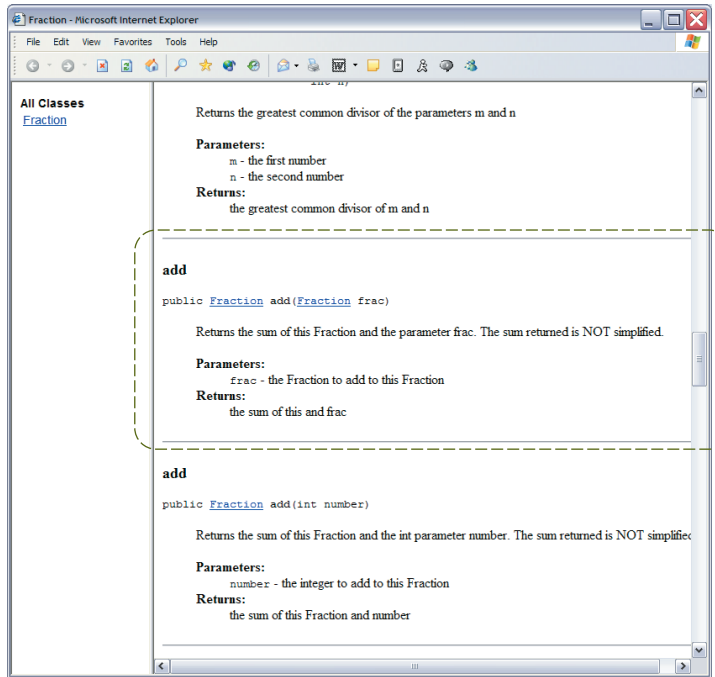 Fraction - Microsoft Internet Explorer
File Edit View Favorites Tools Help
All Classes
Fraction
int n)
Returns the greatest common divisor of the parameters m and n
Parameters:
m - the first number
n - the second number
Returns:
the greatest common divisor of m and n
add
public Fraction add(Fraction frac)
Returns the sum of this Fraction and the parameter frac. The sum returned is NOT simplified.
Parameters:
frac - the Fraction to add to this Fraction
Returns:
the sum of this and frac
add
public Fraction add(int number)
Returns the sum of this Fraction and the int parameter number. The sum returned is NOT simplified
Parameters:
number - the integer to add to this Fraction
Returns:
the sum of this Fraction and number